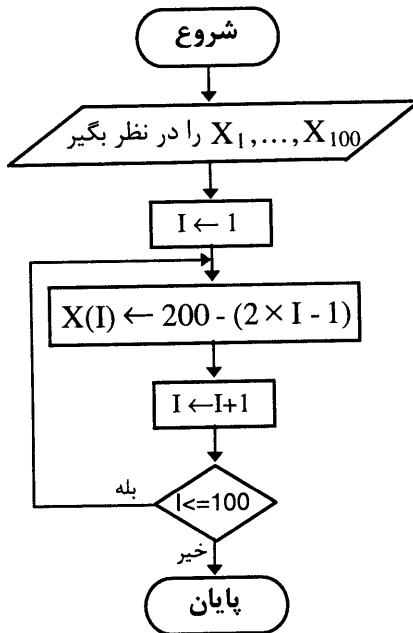 شروع
X₁,...,X₁₀₀ را در نظر بگیر
I ← 1
X(I) ← 200 - (2 × I - 1)
I ←I+1
I<=100
بله
خیر
پایان